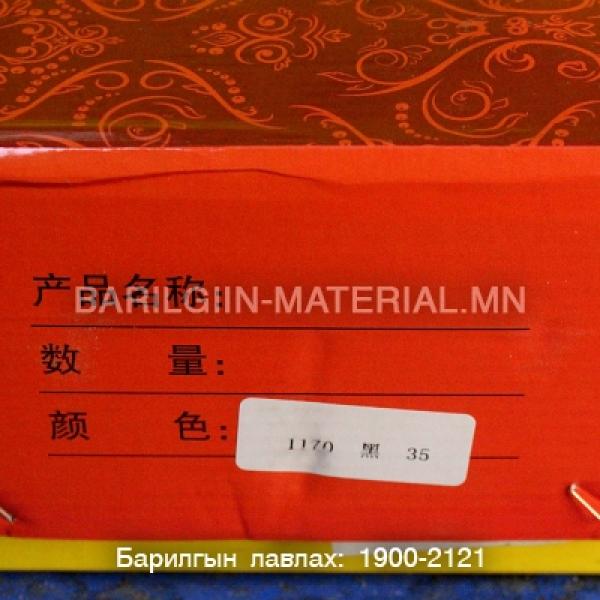 产品名称:
BARILGIIN-MATERIAL.MN
数 量:
颜 色:
1170 黑 35
Барилгын лавлах: 1900-2121